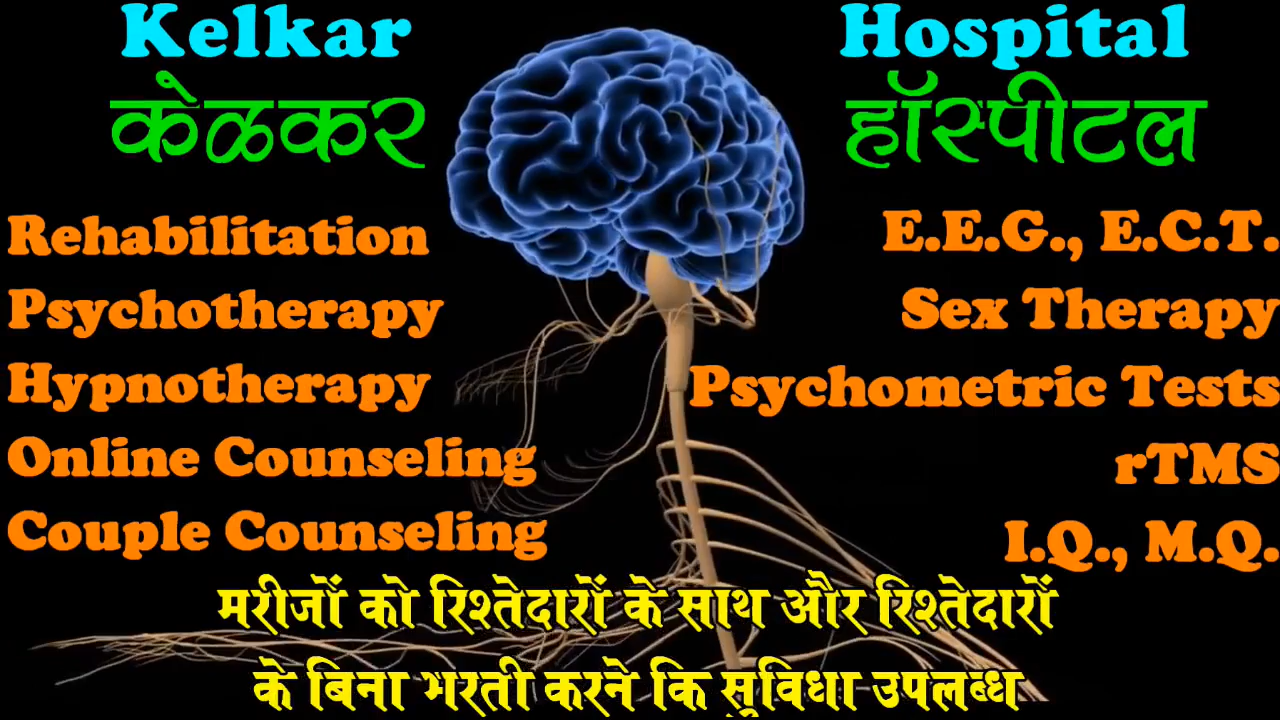 Kelkar Hospital
केळकर हॉस्पीटल
Rehabilitation
Psychotherapy
Hypnotherapy
Online Counseling
Couple Counseling
E.E.G., E.C.T.
Sex Therapy
Psychometric Tests
rTMS
I.Q., M.Q.
मरीजों को रिश्तेदारों के साथ और रिश्तेदारों
के बिना भरती करने कि सुविधा उपलब्ध